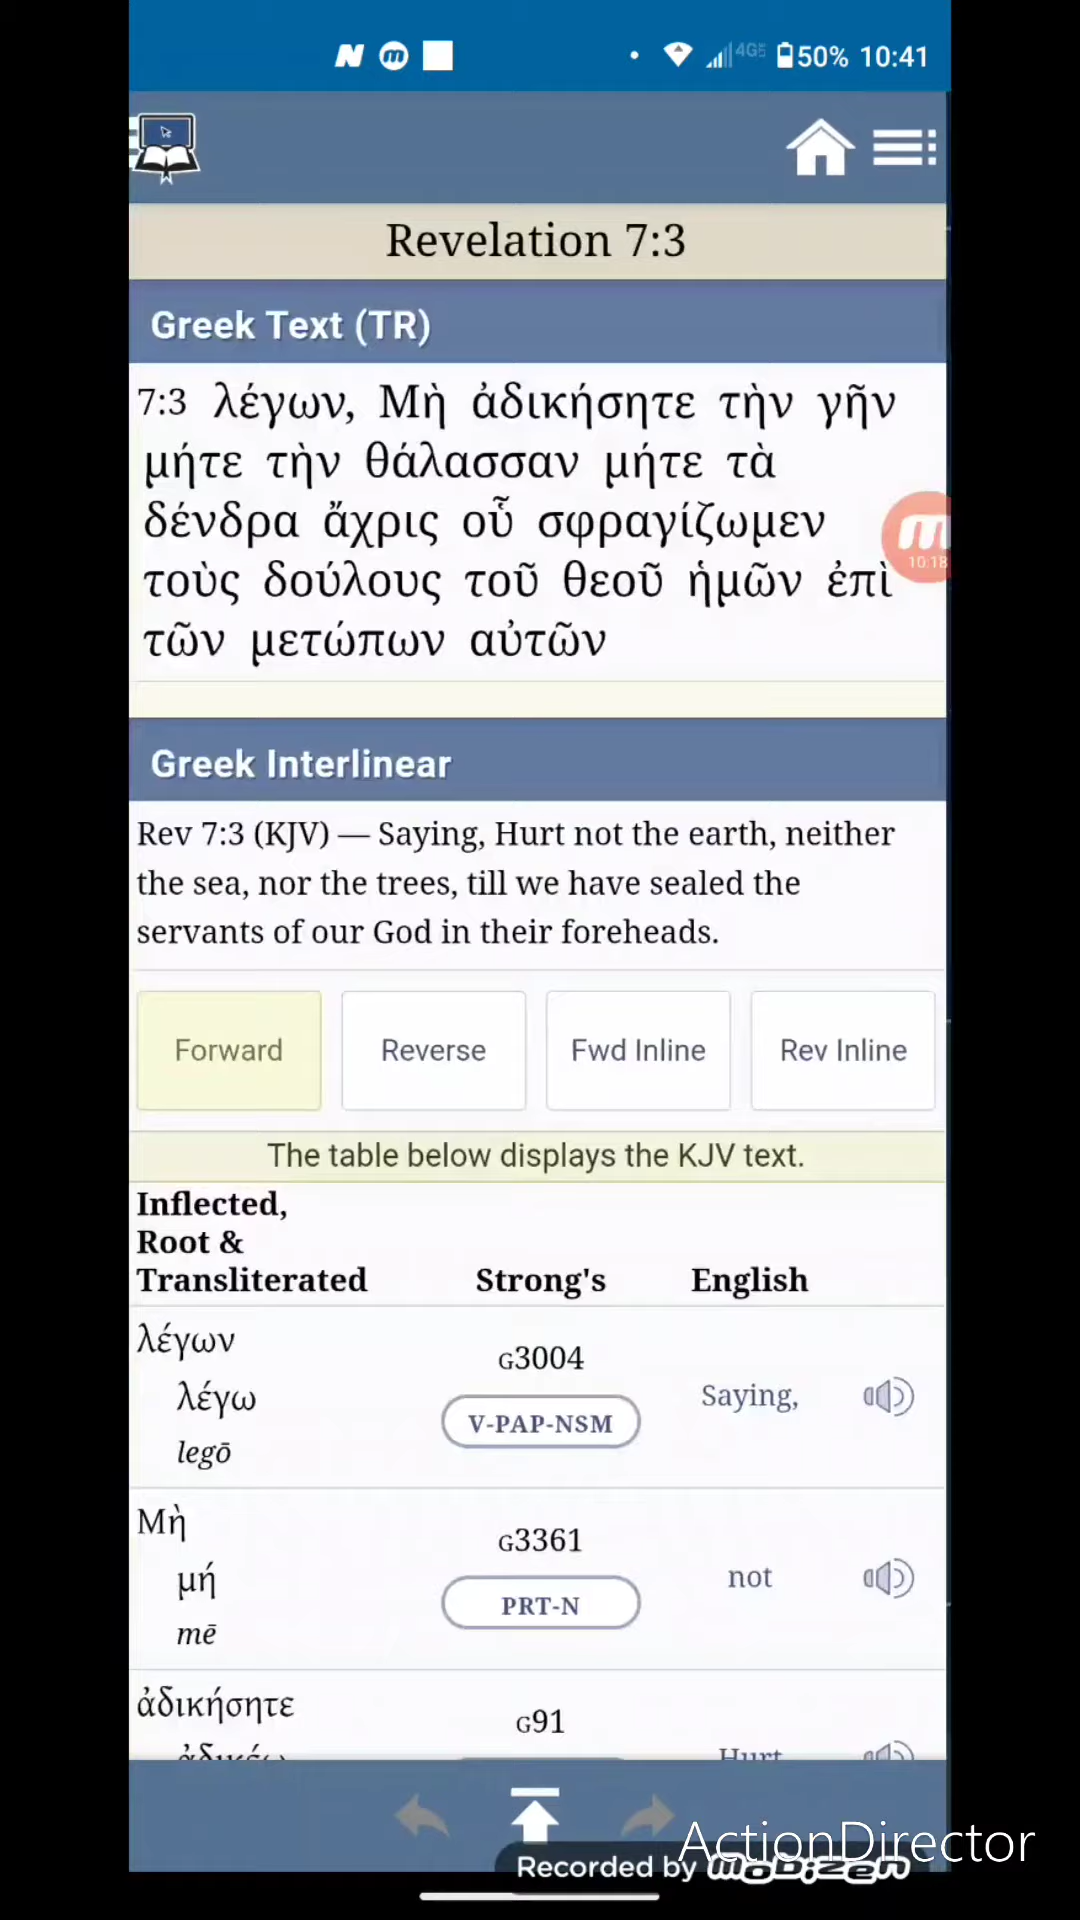 50% 10:41
Revelation 7:3
Greek Text (TR)
7:3 λέγων, Μὴ ἀδικήσητε τὴν γῆν
μήτε τὴν θάλασσαν μήτε τὰ
δένδρα ἄχρις οὗ σφραγίζωμεν
τοὺς δούλους τοῦ θεοῦ ἡμῶν ἐπὶ
τῶν μετώπων αὐτῶν
10:18
Greek Interlinear
Rev 7:3 (KJV) — Saying, Hurt not the earth, neither
the sea, nor the trees, till we have sealed the
servants of our God in their foreheads.
Forward Reverse Fwd Inline Rev Inline
The table below displays the KJV text.
Inflected,
Root &
Transliterated Strong's English
λέγων
G3004
λέγω
Saying,
V-PAP-NSM
legō
Μὴ
G3361
μή
not
PRT-N
mē
ἀδικήσητε
G91
ἀδικέω
Hurt
ActionDirector
Recorded by mobizen